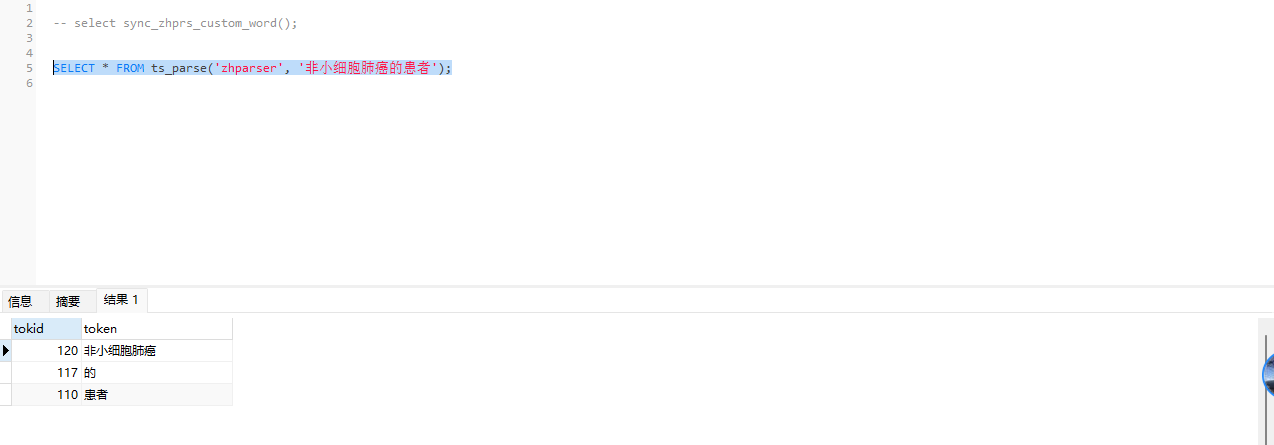 1
2 -- select sync_zhprs_custom_word();
3
4
5 SELECT * FROM ts_parse('zhparser', '非小细胞肺癌的患者');
6
信息 摘要 结果 1
tokid token
120 非小细胞肺癌
117 的
110 患者